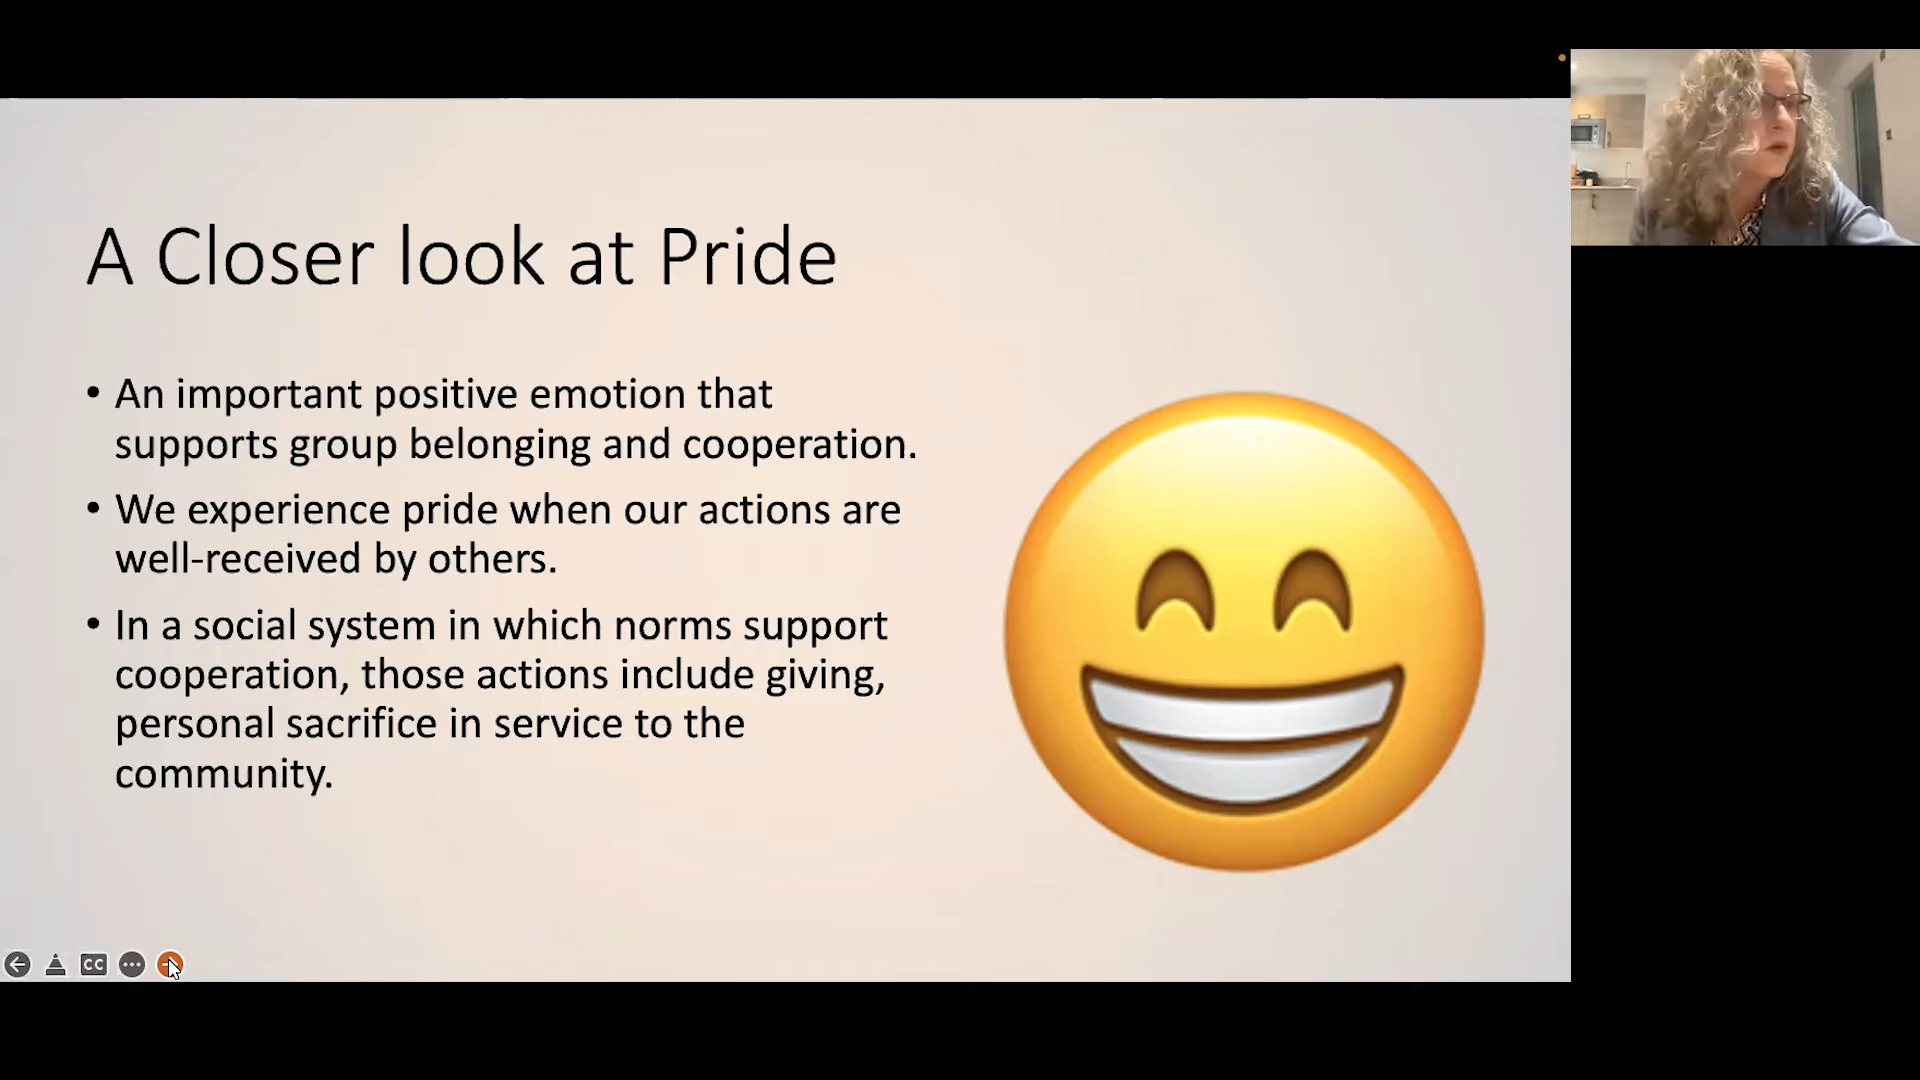 A Closer look at Pride
• An important positive emotion that
supports group belonging and cooperation.
• We experience pride when our actions are
well-received by others.
• In a social system in which norms support
cooperation, those actions include giving,
personal sacrifice in service to the
community.
CC